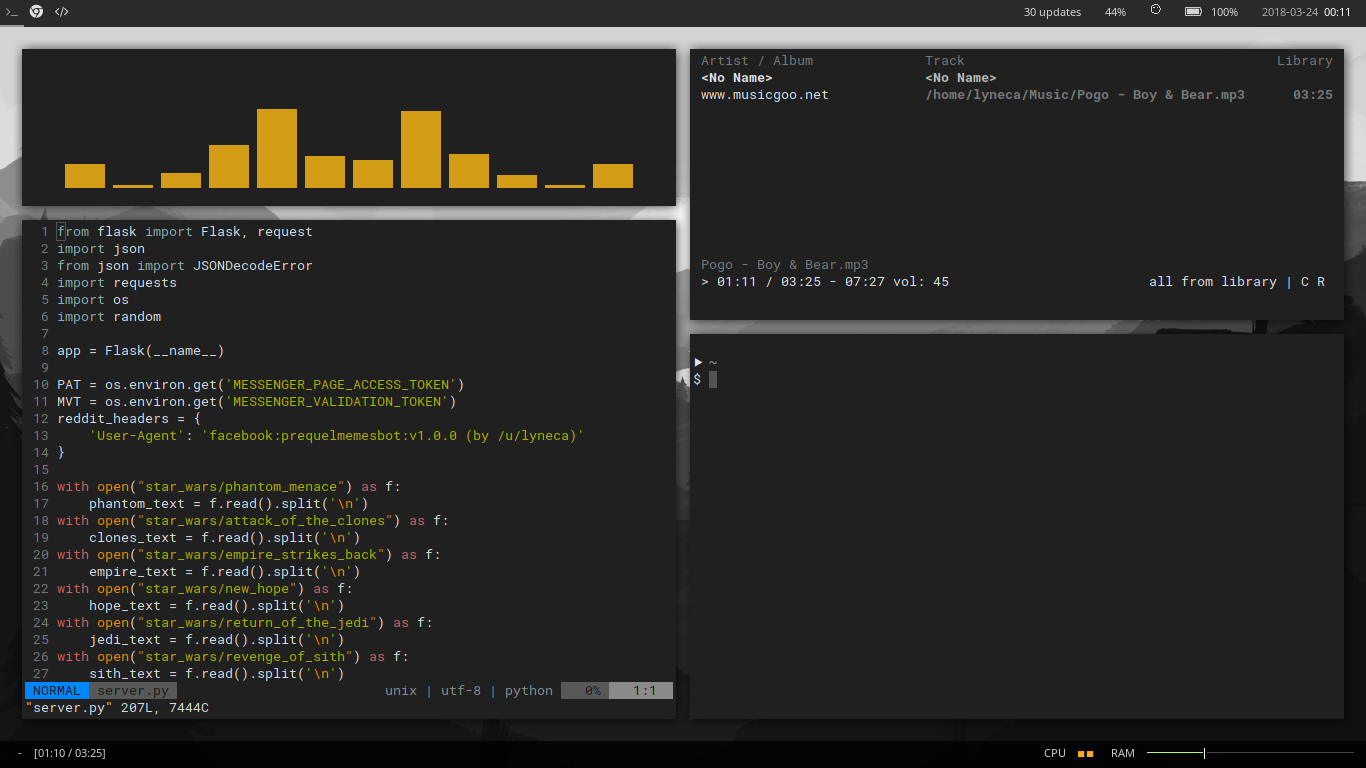 >_ </> 30 updates 44% 100% 2018-03-24 00:11
Artist / Album Track Library
<No Name> <No Name>
www.musicgoo.net /home/lyneca/Music/Pogo - Boy & Bear.mp3 03:25
Pogo - Boy & Bear.mp3
> 01:11 / 03:25 - 07:27 vol: 45 all from library | C R
1 from flask import Flask, request
2 import json
3 from json import JSONDecodeError
4 import requests
5 import os
6 import random
7
8 app = Flask(__name__)
9
10 PAT = os.environ.get('MESSENGER_PAGE_ACCESS_TOKEN')
11 MVT = os.environ.get('MESSENGER_VALIDATION_TOKEN')
12 reddit_headers = {
13     'User-Agent': 'facebook:prequelmemesbot:v1.0.0 (by /u/lyneca)'
14 }
15
16 with open("star_wars/phantom_menace") as f:
17     phantom_text = f.read().split('\n')
18 with open("star_wars/attack_of_the_clones") as f:
19     clones_text = f.read().split('\n')
20 with open("star_wars/empire_strikes_back") as f:
21     empire_text = f.read().split('\n')
22 with open("star_wars/new_hope") as f:
23     hope_text = f.read().split('\n')
24 with open("star_wars/return_of_the_jedi") as f:
25     jedi_text = f.read().split('\n')
26 with open("star_wars/revenge_of_sith") as f:
27     sith_text = f.read().split('\n')
NORMAL server.py unix | utf-8 | python 0% 1:1
"server.py" 207L, 7444C
▶ ~
$
- [01:10 / 03:25] CPU RAM